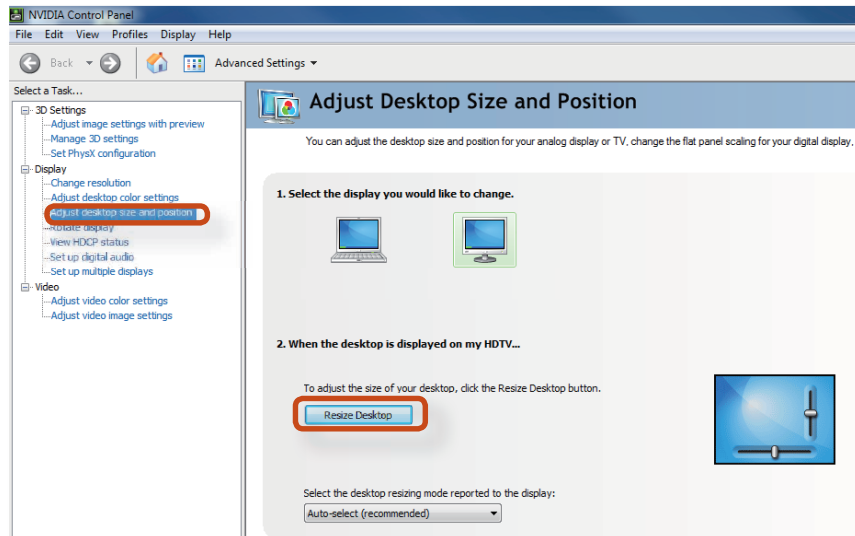 NVIDIA Control Panel
File Edit View Profiles Display Help
Back Advanced Settings
Select a Task...
3D Settings
Adjust image settings with preview
Manage 3D settings
Set PhysX configuration
Display
Change resolution
Adjust desktop color settings
Adjust desktop size and position
Rotate display
View HDCP status
Set up digital audio
Set up multiple displays
Video
Adjust video color settings
Adjust video image settings
Adjust Desktop Size and Position
You can adjust the desktop size and position for your analog display or TV, change the flat panel scaling for your digital display,
1. Select the display you would like to change.
2. When the desktop is displayed on my HDTV...
To adjust the size of your desktop, click the Resize Desktop button.
Resize Desktop
Select the desktop resizing mode reported to the display:
Auto-select (recommended)